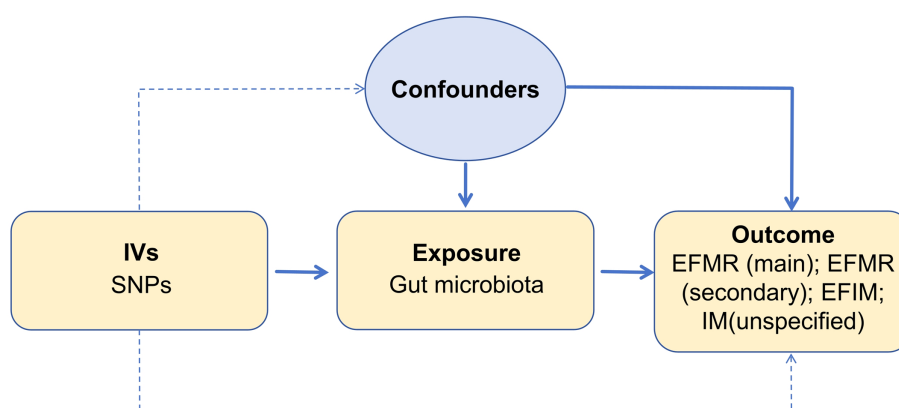 Confounders
IVs
SNPs
Exposure
Gut microbiota
Outcome
EFMR (main); EFMR
(secondary); EFIM;
IM(unspecified)